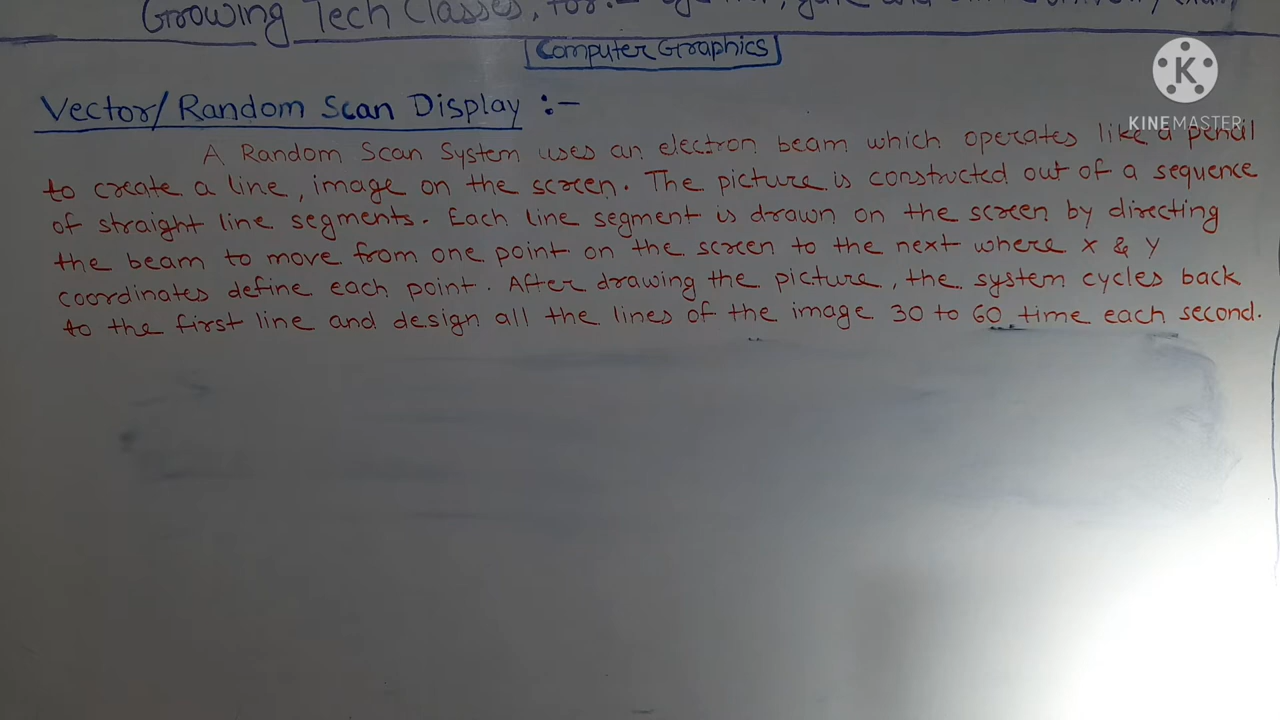 Growing Tech Classes, for:-
Computer Graphics
KINEMASTER
Vector/Random Scan Display :-
A Random Scan System uses an electron beam which operates like a pencil
to create a line, image on the screen. The picture is constructed out of a sequence
of straight line segments. Each line segment is drawn on the screen by directing
the beam to move from one point on the screen to the next where x & y
coordinates define each point. After drawing the picture, the system cycles back
to the first line and design all the lines of the image 30 to 60 time each second.